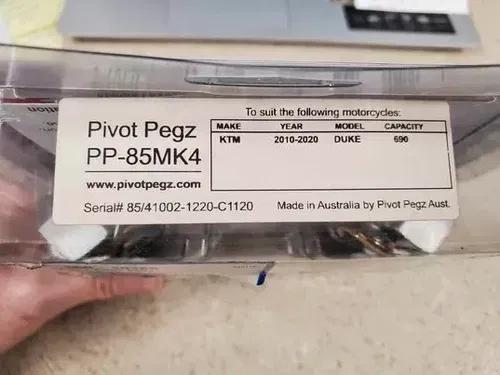 To suit the following motorcycles:
Pivot Pegz
PP-85MK4
www.pivotpegz.com
MAKE YEAR MODEL CAPACITY
KTM 2010-2020 DUKE 690
Serial# 85/41002-1220-C1120
Made in Australia by Pivot Pegz Aust.